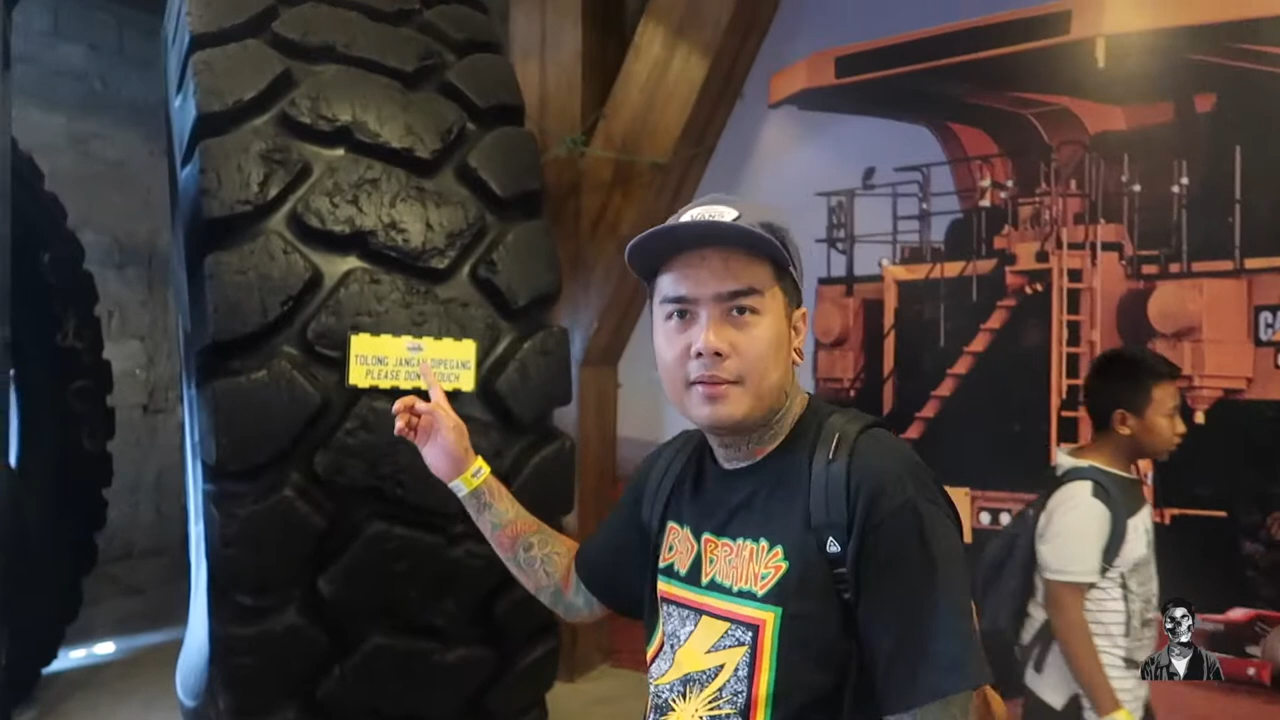 TOLONG JANGAN DIPEGANG
PLEASE DON'T TOUCH
VANS
BAD BRAINS
CA